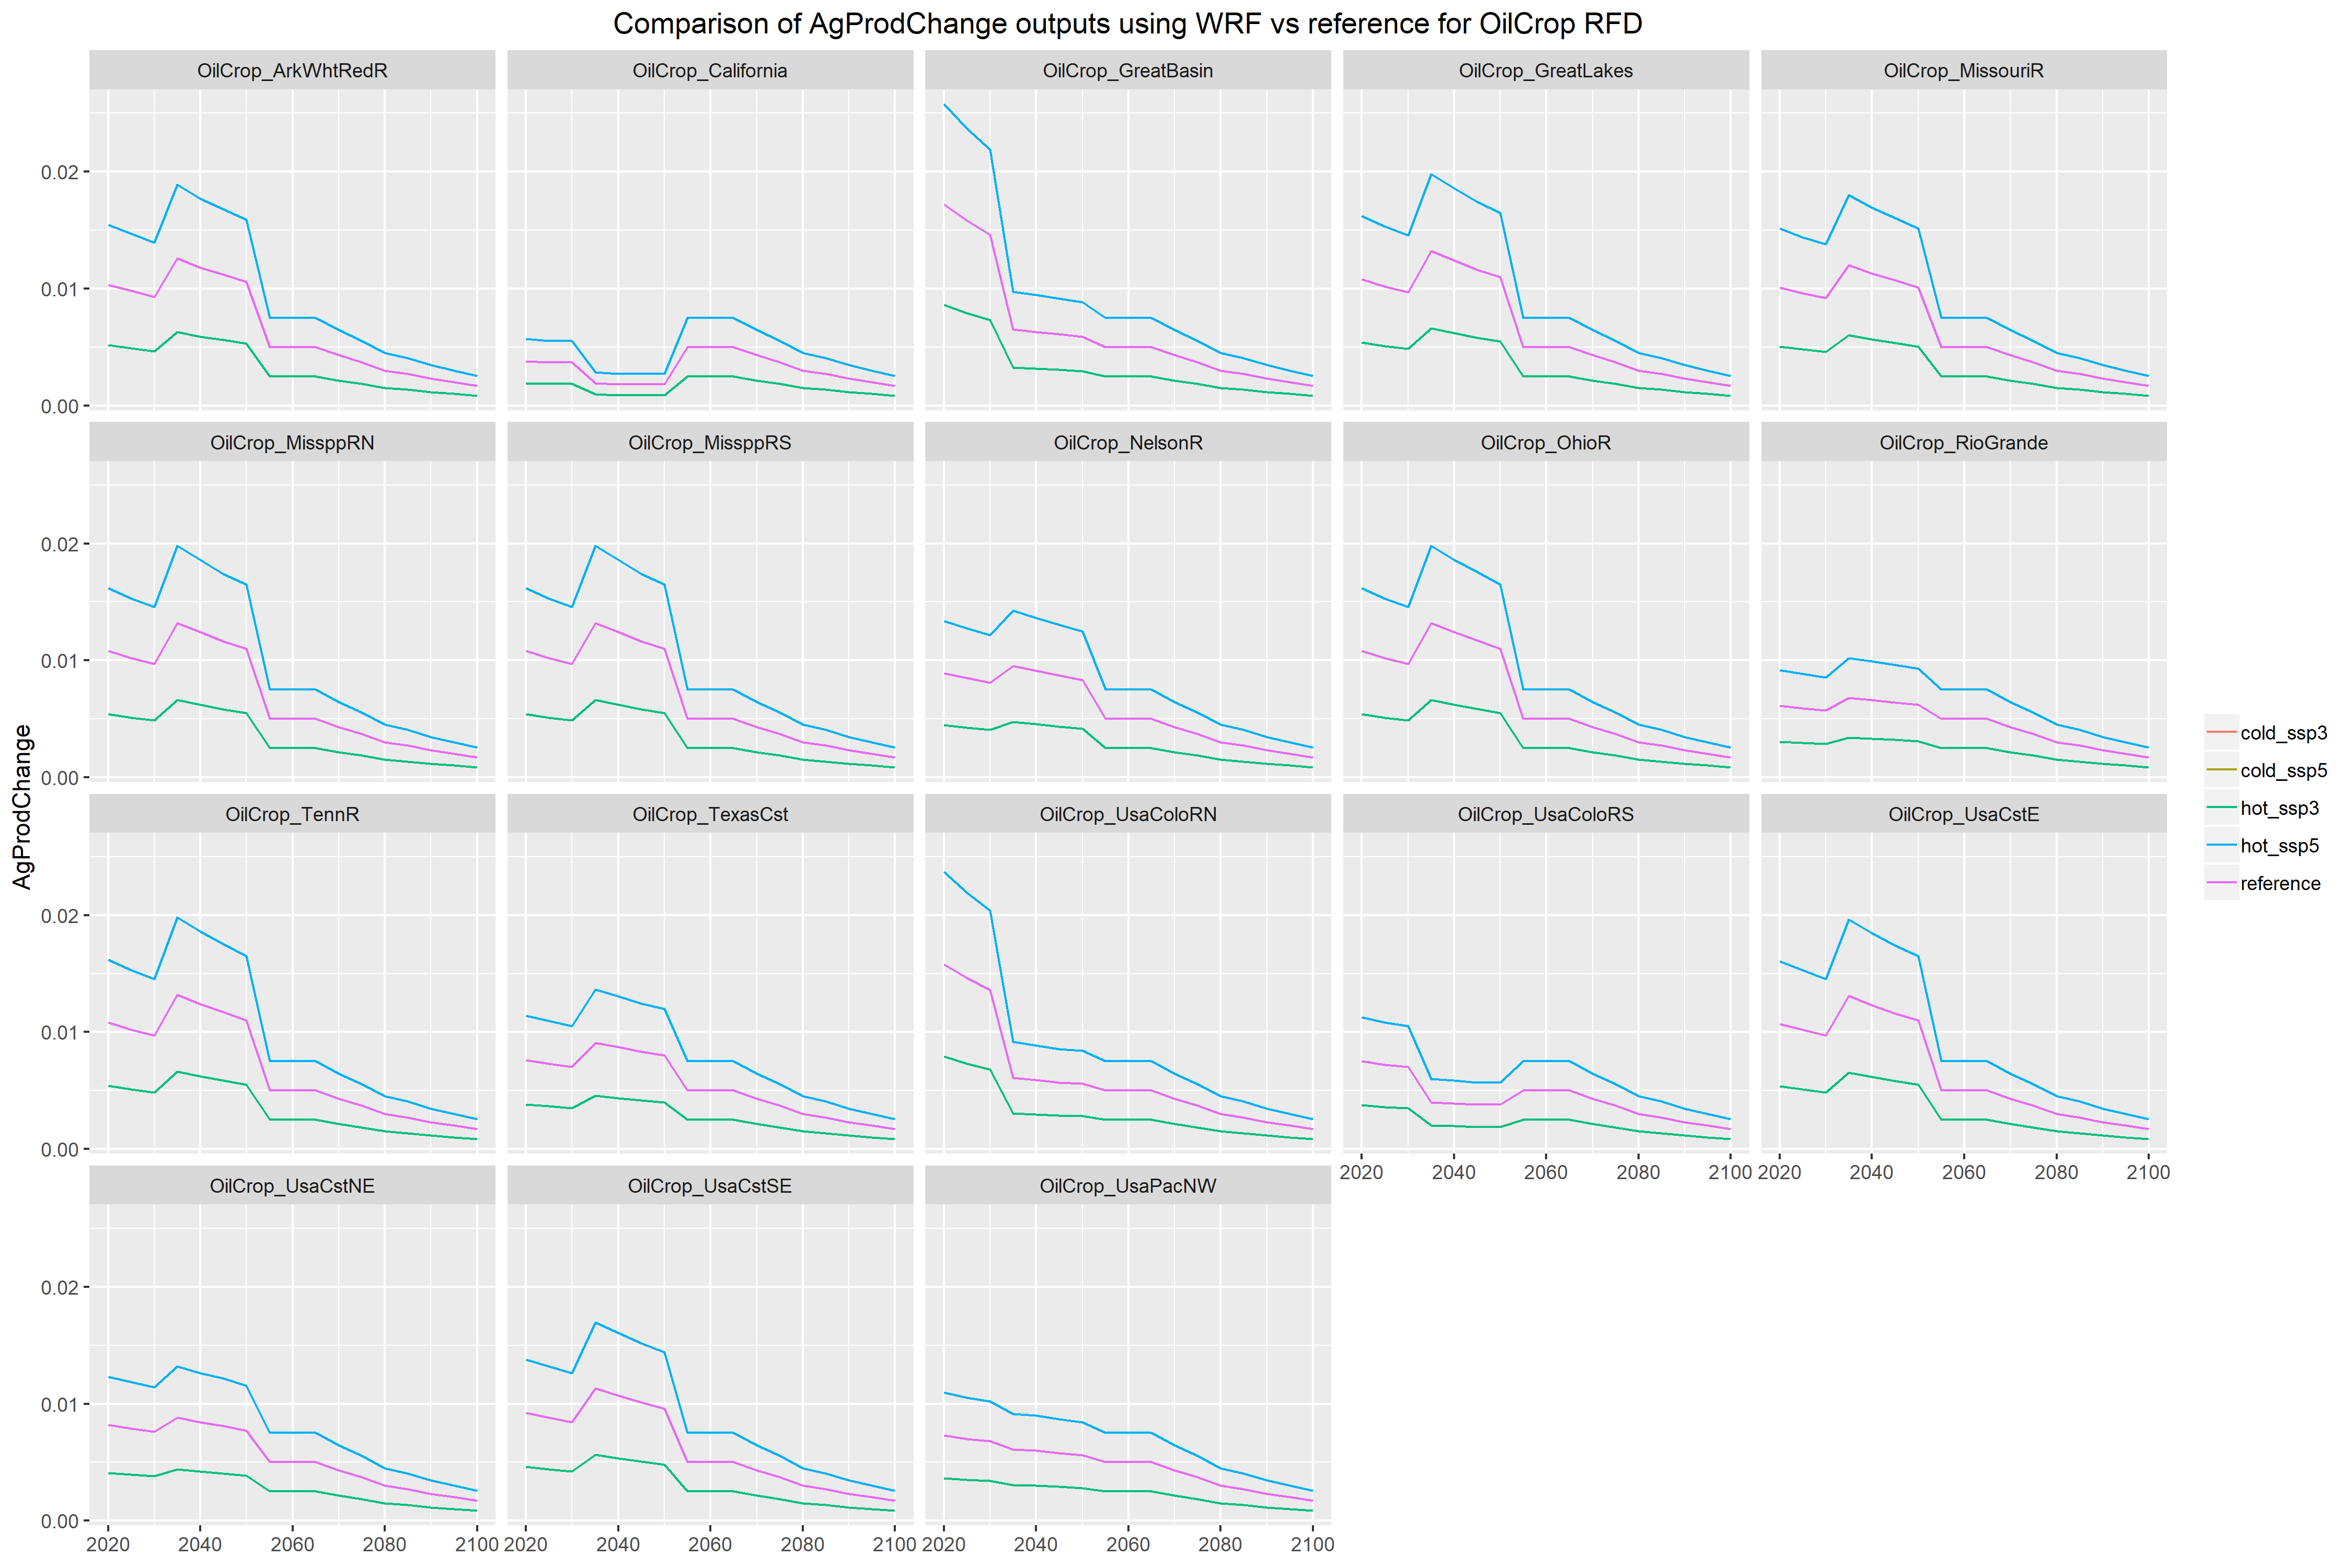 Comparison of AgProdChange outputs using WRF vs reference for OilCrop RFD
OilCrop_ArkWhtRedR OilCrop_California OilCrop_GreatBasin OilCrop_GreatLakes OilCrop_MissouriR
0.02
0.01
0.00
OilCrop_MissppRN OilCrop_MissppRS OilCrop_NelsonR OilCrop_OhioR OilCrop_RioGrande
0.02
0.01
0.00
AgProdChange
cold_ssp3
cold_ssp5
hot_ssp3
hot_ssp5
reference
OilCrop_TennR OilCrop_TexasCst OilCrop_UsaColoRN OilCrop_UsaColoRS OilCrop_UsaCstE
0.02
0.01
0.00
2020 2040 2060 2080 2100 2020 2040 2060 2080 2100
OilCrop_UsaCstNE OilCrop_UsaCstSE OilCrop_UsaPacNW
0.02
0.01
0.00
2020 2040 2060 2080 2100 2020 2040 2060 2080 2100 2020 2040 2060 2080 2100